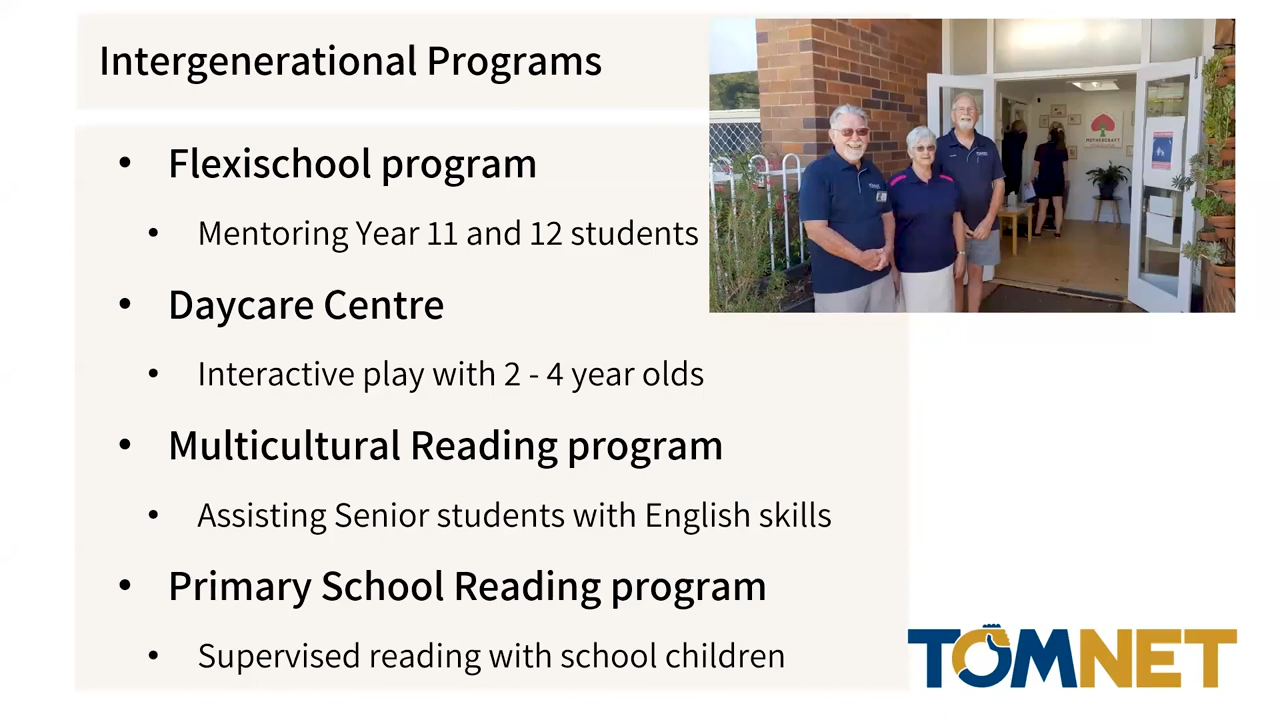 Intergenerational Programs
• Flexischool program
• Mentoring Year 11 and 12 students
• Daycare Centre
• Interactive play with 2 - 4 year olds
• Multicultural Reading program
• Assisting Senior students with English skills
• Primary School Reading program
• Supervised reading with school children
MOTHERCRAFT
TOMNET